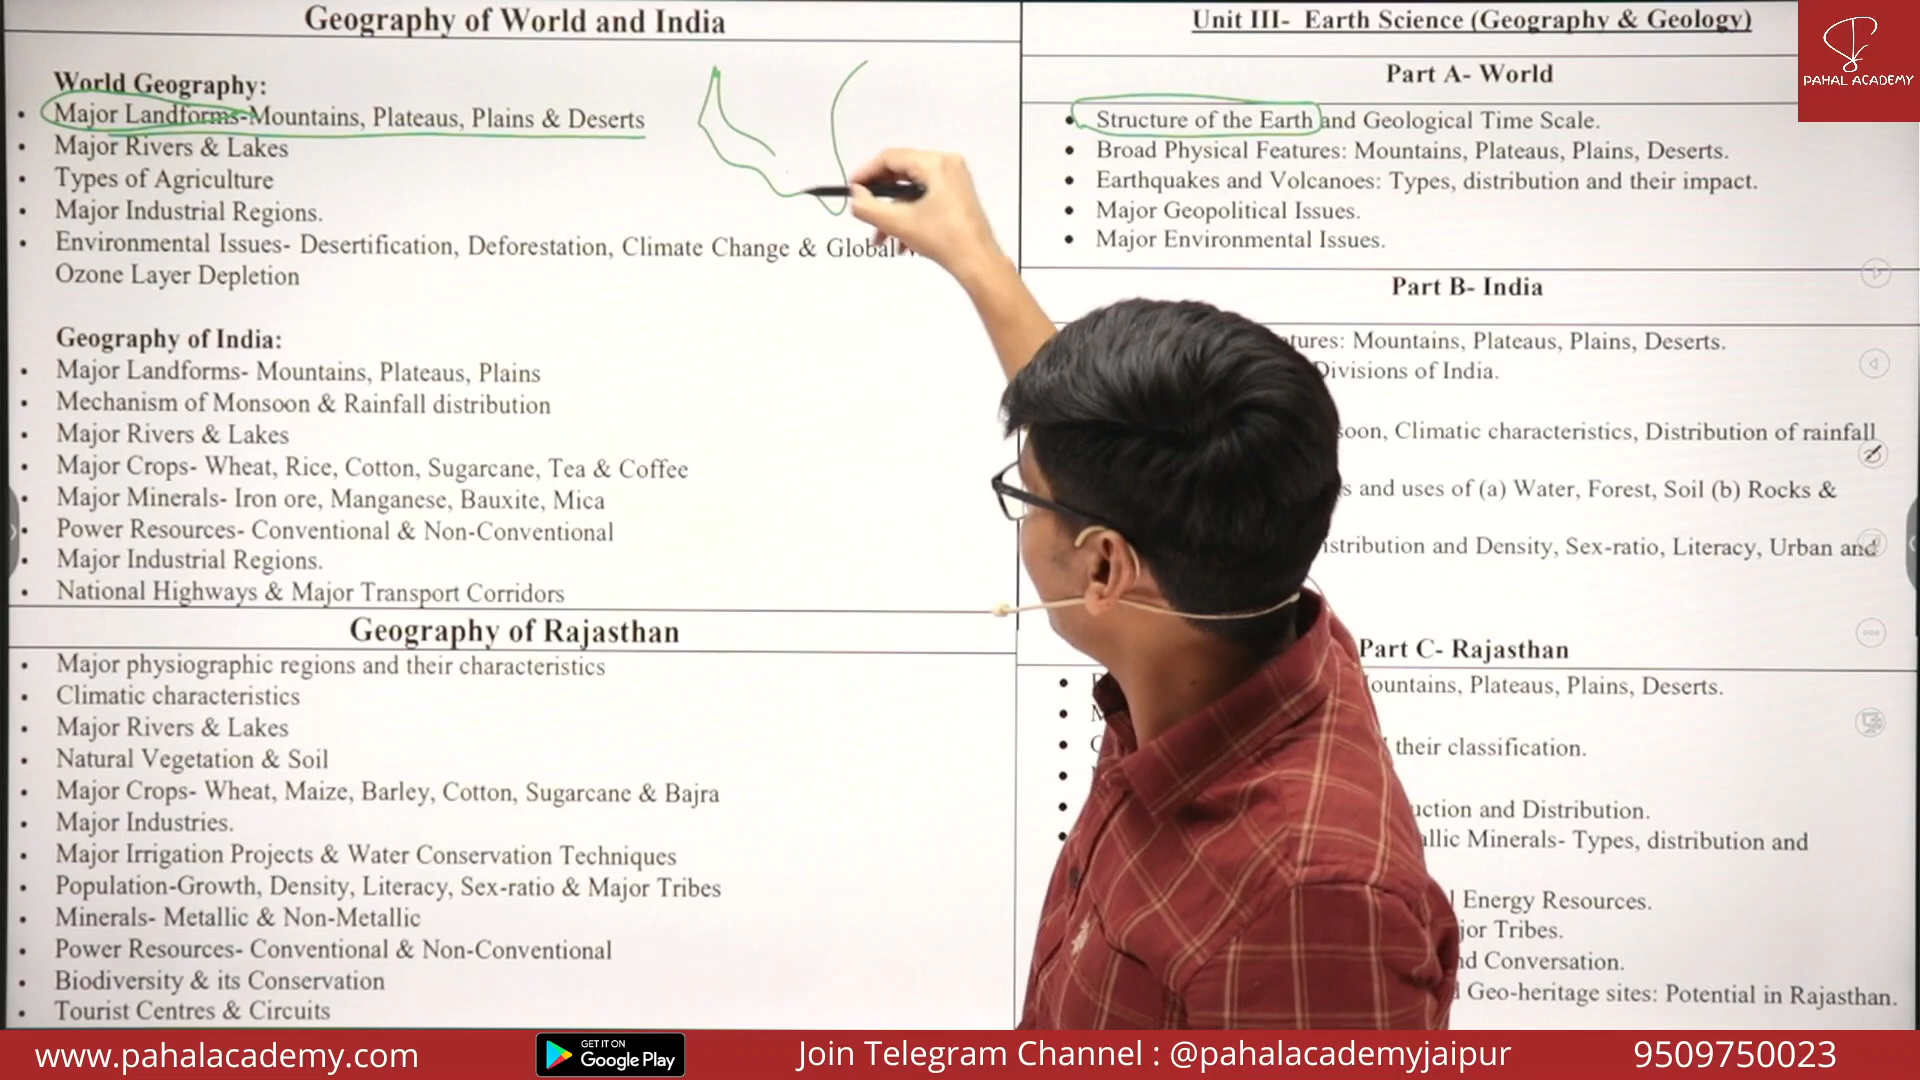 Geography of World and India
World Geography:
• Major Landforms-Mountains, Plateaus, Plains & Deserts
• Major Rivers & Lakes
• Types of Agriculture
• Major Industrial Regions.
• Environmental Issues- Desertification, Deforestation, Climate Change & Global
Ozone Layer Depletion
Geography of India:
• Major Landforms- Mountains, Plateaus, Plains
• Mechanism of Monsoon & Rainfall distribution
• Major Rivers & Lakes
• Major Crops- Wheat, Rice, Cotton, Sugarcane, Tea & Coffee
• Major Minerals- Iron ore, Manganese, Bauxite, Mica
• Power Resources- Conventional & Non-Conventional
• Major Industrial Regions.
• National Highways & Major Transport Corridors
Geography of Rajasthan
• Major physiographic regions and their characteristics
• Climatic characteristics
• Major Rivers & Lakes
• Natural Vegetation & Soil
• Major Crops- Wheat, Maize, Barley, Cotton, Sugarcane & Bajra
• Major Industries.
• Major Irrigation Projects & Water Conservation Techniques
• Population-Growth, Density, Literacy, Sex-ratio & Major Tribes
• Minerals- Metallic & Non-Metallic
• Power Resources- Conventional & Non-Conventional
• Biodiversity & its Conservation
• Tourist Centres & Circuits
Unit III- Earth Science (Geography & Geology)
Part A- World
• Structure of the Earth and Geological Time Scale.
• Broad Physical Features: Mountains, Plateaus, Plains, Deserts.
• Earthquakes and Volcanoes: Types, distribution and their impact.
• Major Geopolitical Issues.
• Major Environmental Issues.
Part B- India
Mountains, Plateaus, Plains, Deserts.
Divisions of India.
Climatic characteristics, Distribution of rainfall
and uses of (a) Water, Forest, Soil (b) Rocks &
and Density, Sex-ratio, Literacy, Urban and
Part C- Rajasthan
Plateaus, Plains, Deserts.
their classification.
and Distribution.
Minerals- Types, distribution and
Energy Resources.
Tribes.
Conversation.
Geo-heritage sites: Potential in Rajasthan.
PAHAL ACADEMY
www.pahalacademy.com
GET IT ON
Google Play
Join Telegram Channel : @pahalacademyjaipur
9509750023